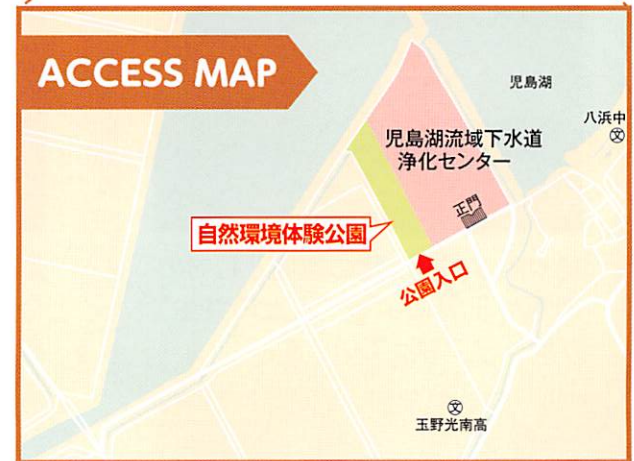 ACCESS MAP
児島湖
八浜中
文
児島湖流域下水道
浄化センター
正門
自然環境体験公園
公園入口
文
玉野光南高